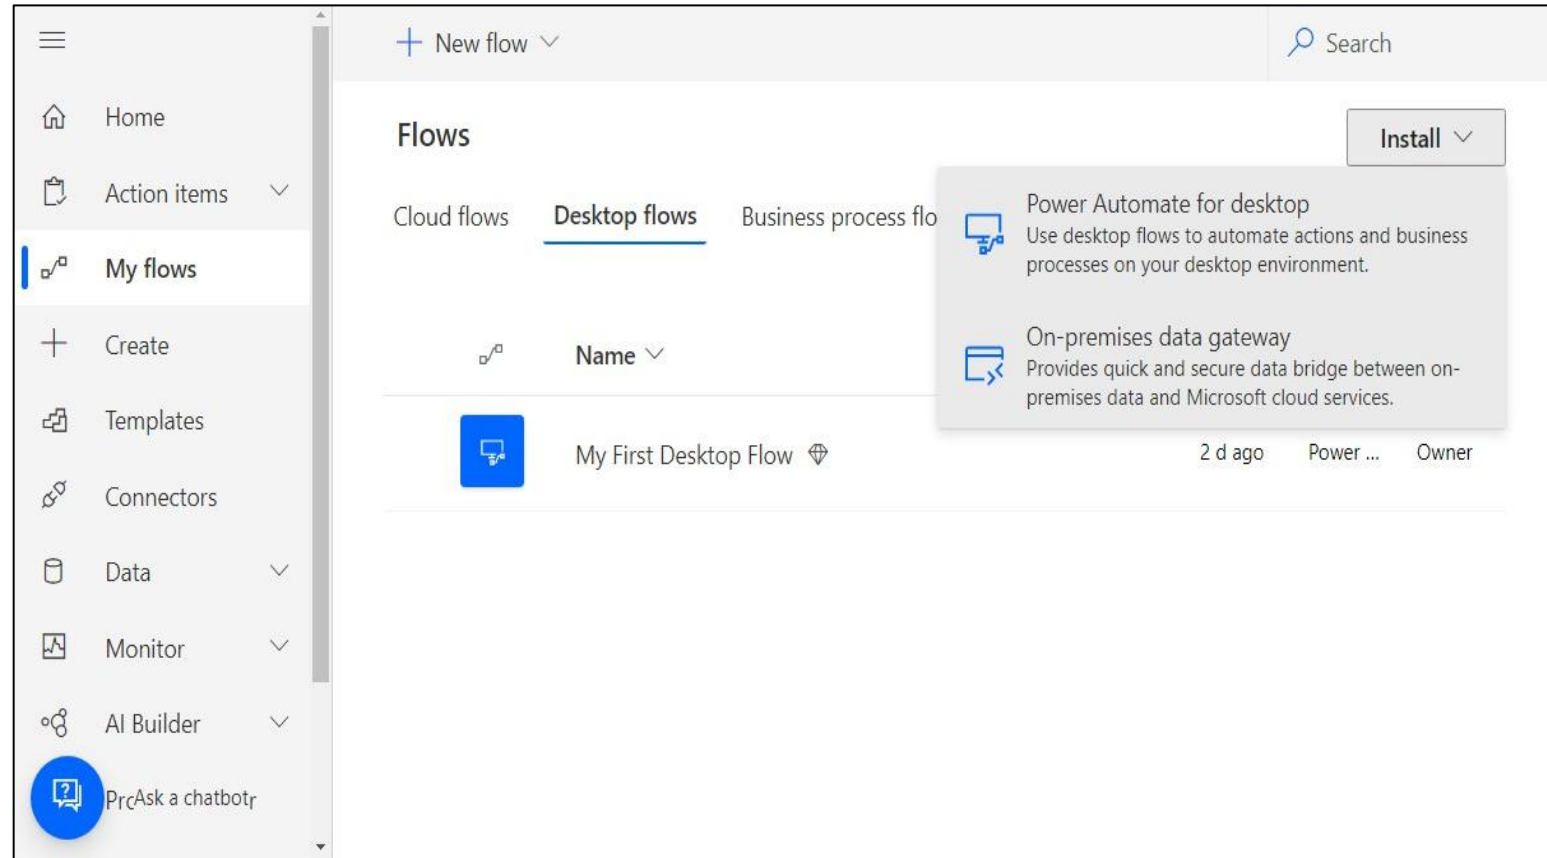 New flow
Search
Home
Action items
My flows
Create
Templates
Connectors
Data
Monitor
AI Builder
Ask a chatbot
Flows
Install
Cloud flows
Desktop flows
Business process flo
Power Automate for desktop
Use desktop flows to automate actions and business
processes on your desktop environment.
On-premises data gateway
Provides quick and secure data bridge between on-
premises data and Microsoft cloud services.
Name
My First Desktop Flow
2 d ago
Power ...
Owner